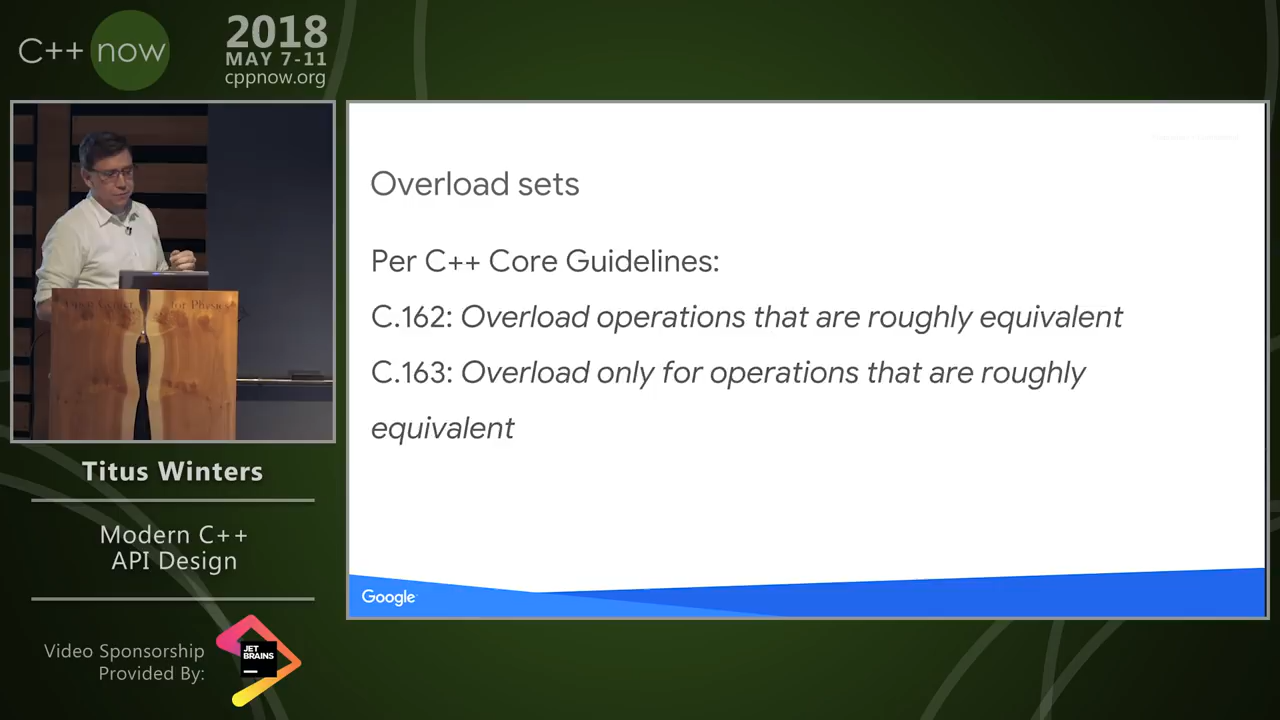 C++ now
2018
MAY 7-11
cppnow.org
Overload sets
Per C++ Core Guidelines:
C.162: Overload operations that are roughly equivalent
C.163: Overload only for operations that are roughly
equivalent
Google
for Physics
Titus Winters
Modern C++
API Design
Video Sponsorship
Provided By:
JET
BRAINS